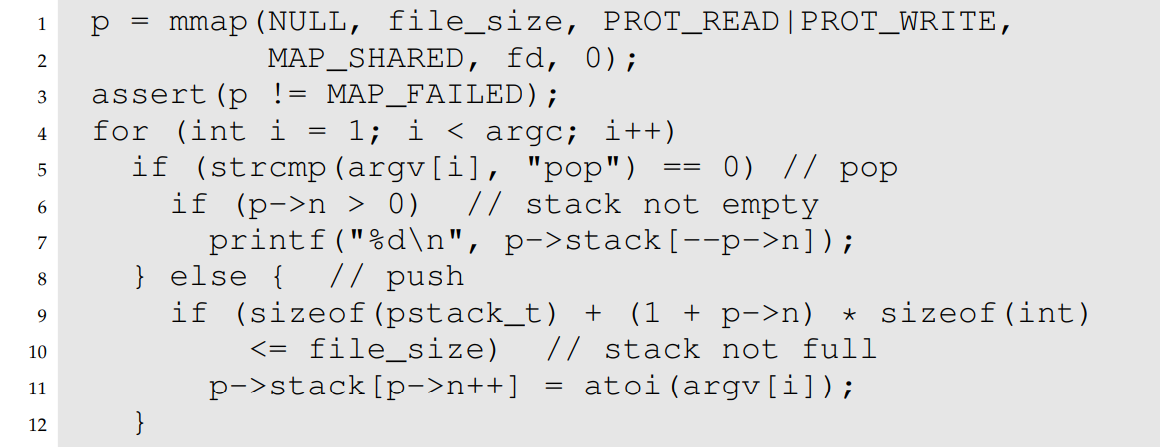 1 p = mmap(NULL, file_size, PROT_READ|PROT_WRITE,
2 MAP_SHARED, fd, 0);
3 assert(p != MAP_FAILED);
4 for (int i = 1; i < argc; i++)
5 if (strcmp(argv[i], "pop") == 0) // pop
6 if (p->n > 0) // stack not empty
7 printf("%d\n", p->stack[--p->n]);
8 } else { // push
9 if (sizeof(pstack_t) + (1 + p->n) * sizeof(int)
10 <= file_size) // stack not full
11 p->stack[p->n++] = atoi(argv[i]);
12 }